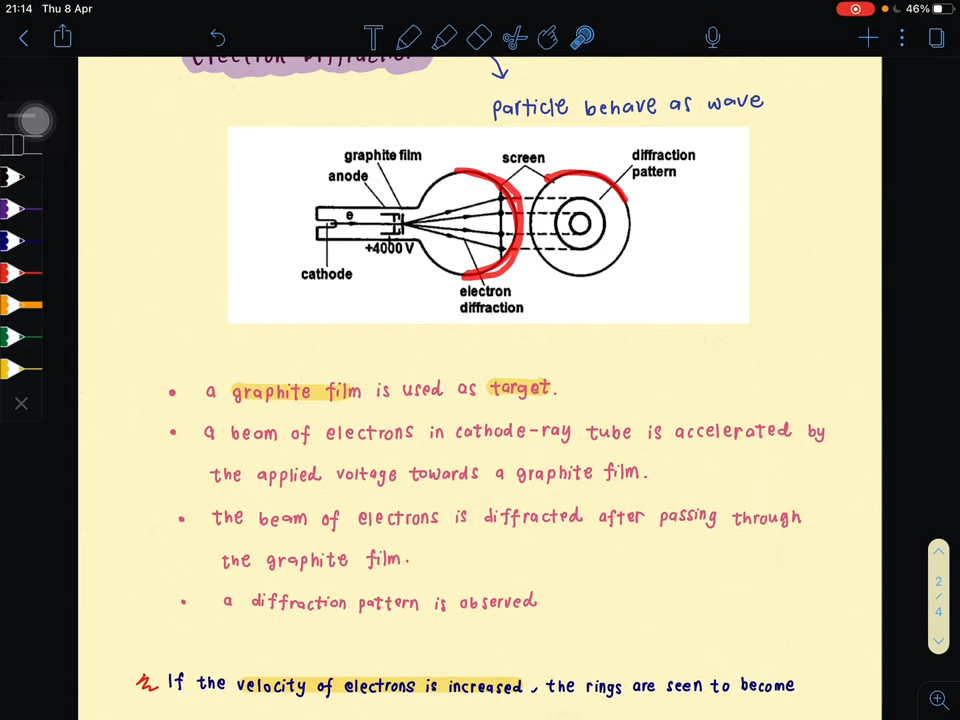 21:14 Thu 8 Apr
46%
Electron Diffraction
particle behave as wave
graphite film
anode
screen
diffraction
pattern
e
+4000 V
cathode
electron
diffraction
• a graphite film is used as target.
• a beam of electrons in cathode-ray tube is accelerated by
the applied voltage towards a graphite film.
• the beam of electrons is diffracted after passing through
the graphite film.
• a diffraction pattern is observed
If the velocity of electrons is increased, the rings are seen to become
2
/
4